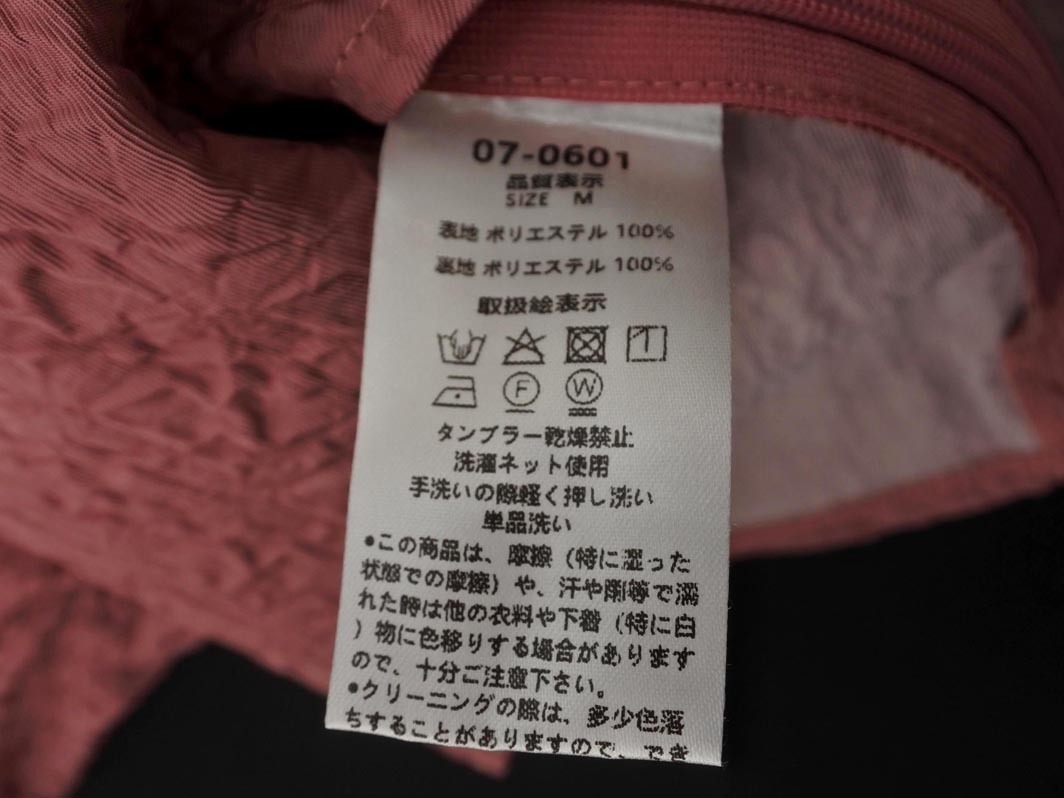 07-0601
品質表示
SIZE M
表地 ポリエステル 100%
裏地 ポリエステル 100%
取扱絵表示
F W
タンブラー乾燥禁止
洗濯ネット使用
手洗いの際軽く押し洗い
単品洗い
•この商品は、摩擦（特に湿った
状態での摩擦）や、汗や雨等で濡
れた時は他の衣料や下着（特に白
）物に色移りする場合があります
ので、十分ご注意下さい。
•クリーニングの際は、多少色落
ちすることがありますので、でき